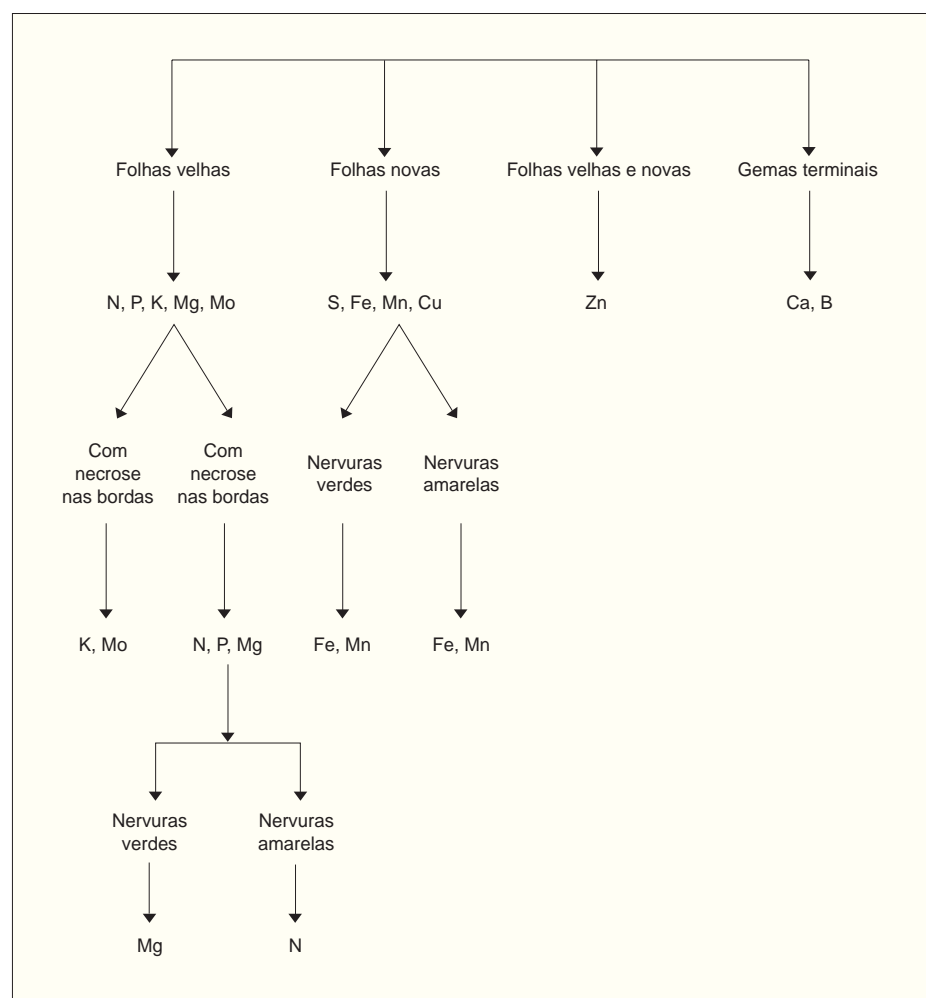 Folhas velhas
Folhas novas
Folhas velhas e novas
Gemas terminais
N, P, K, Mg, Mo
S, Fe, Mn, Cu
Zn
Ca, B
Com
necrose
nas bordas
Com
necrose
nas bordas
Nervuras
verdes
Nervuras
amarelas
K, Mo
N, P, Mg
Fe, Mn
Fe, Mn
Nervuras
verdes
Nervuras
amarelas
Mg
N